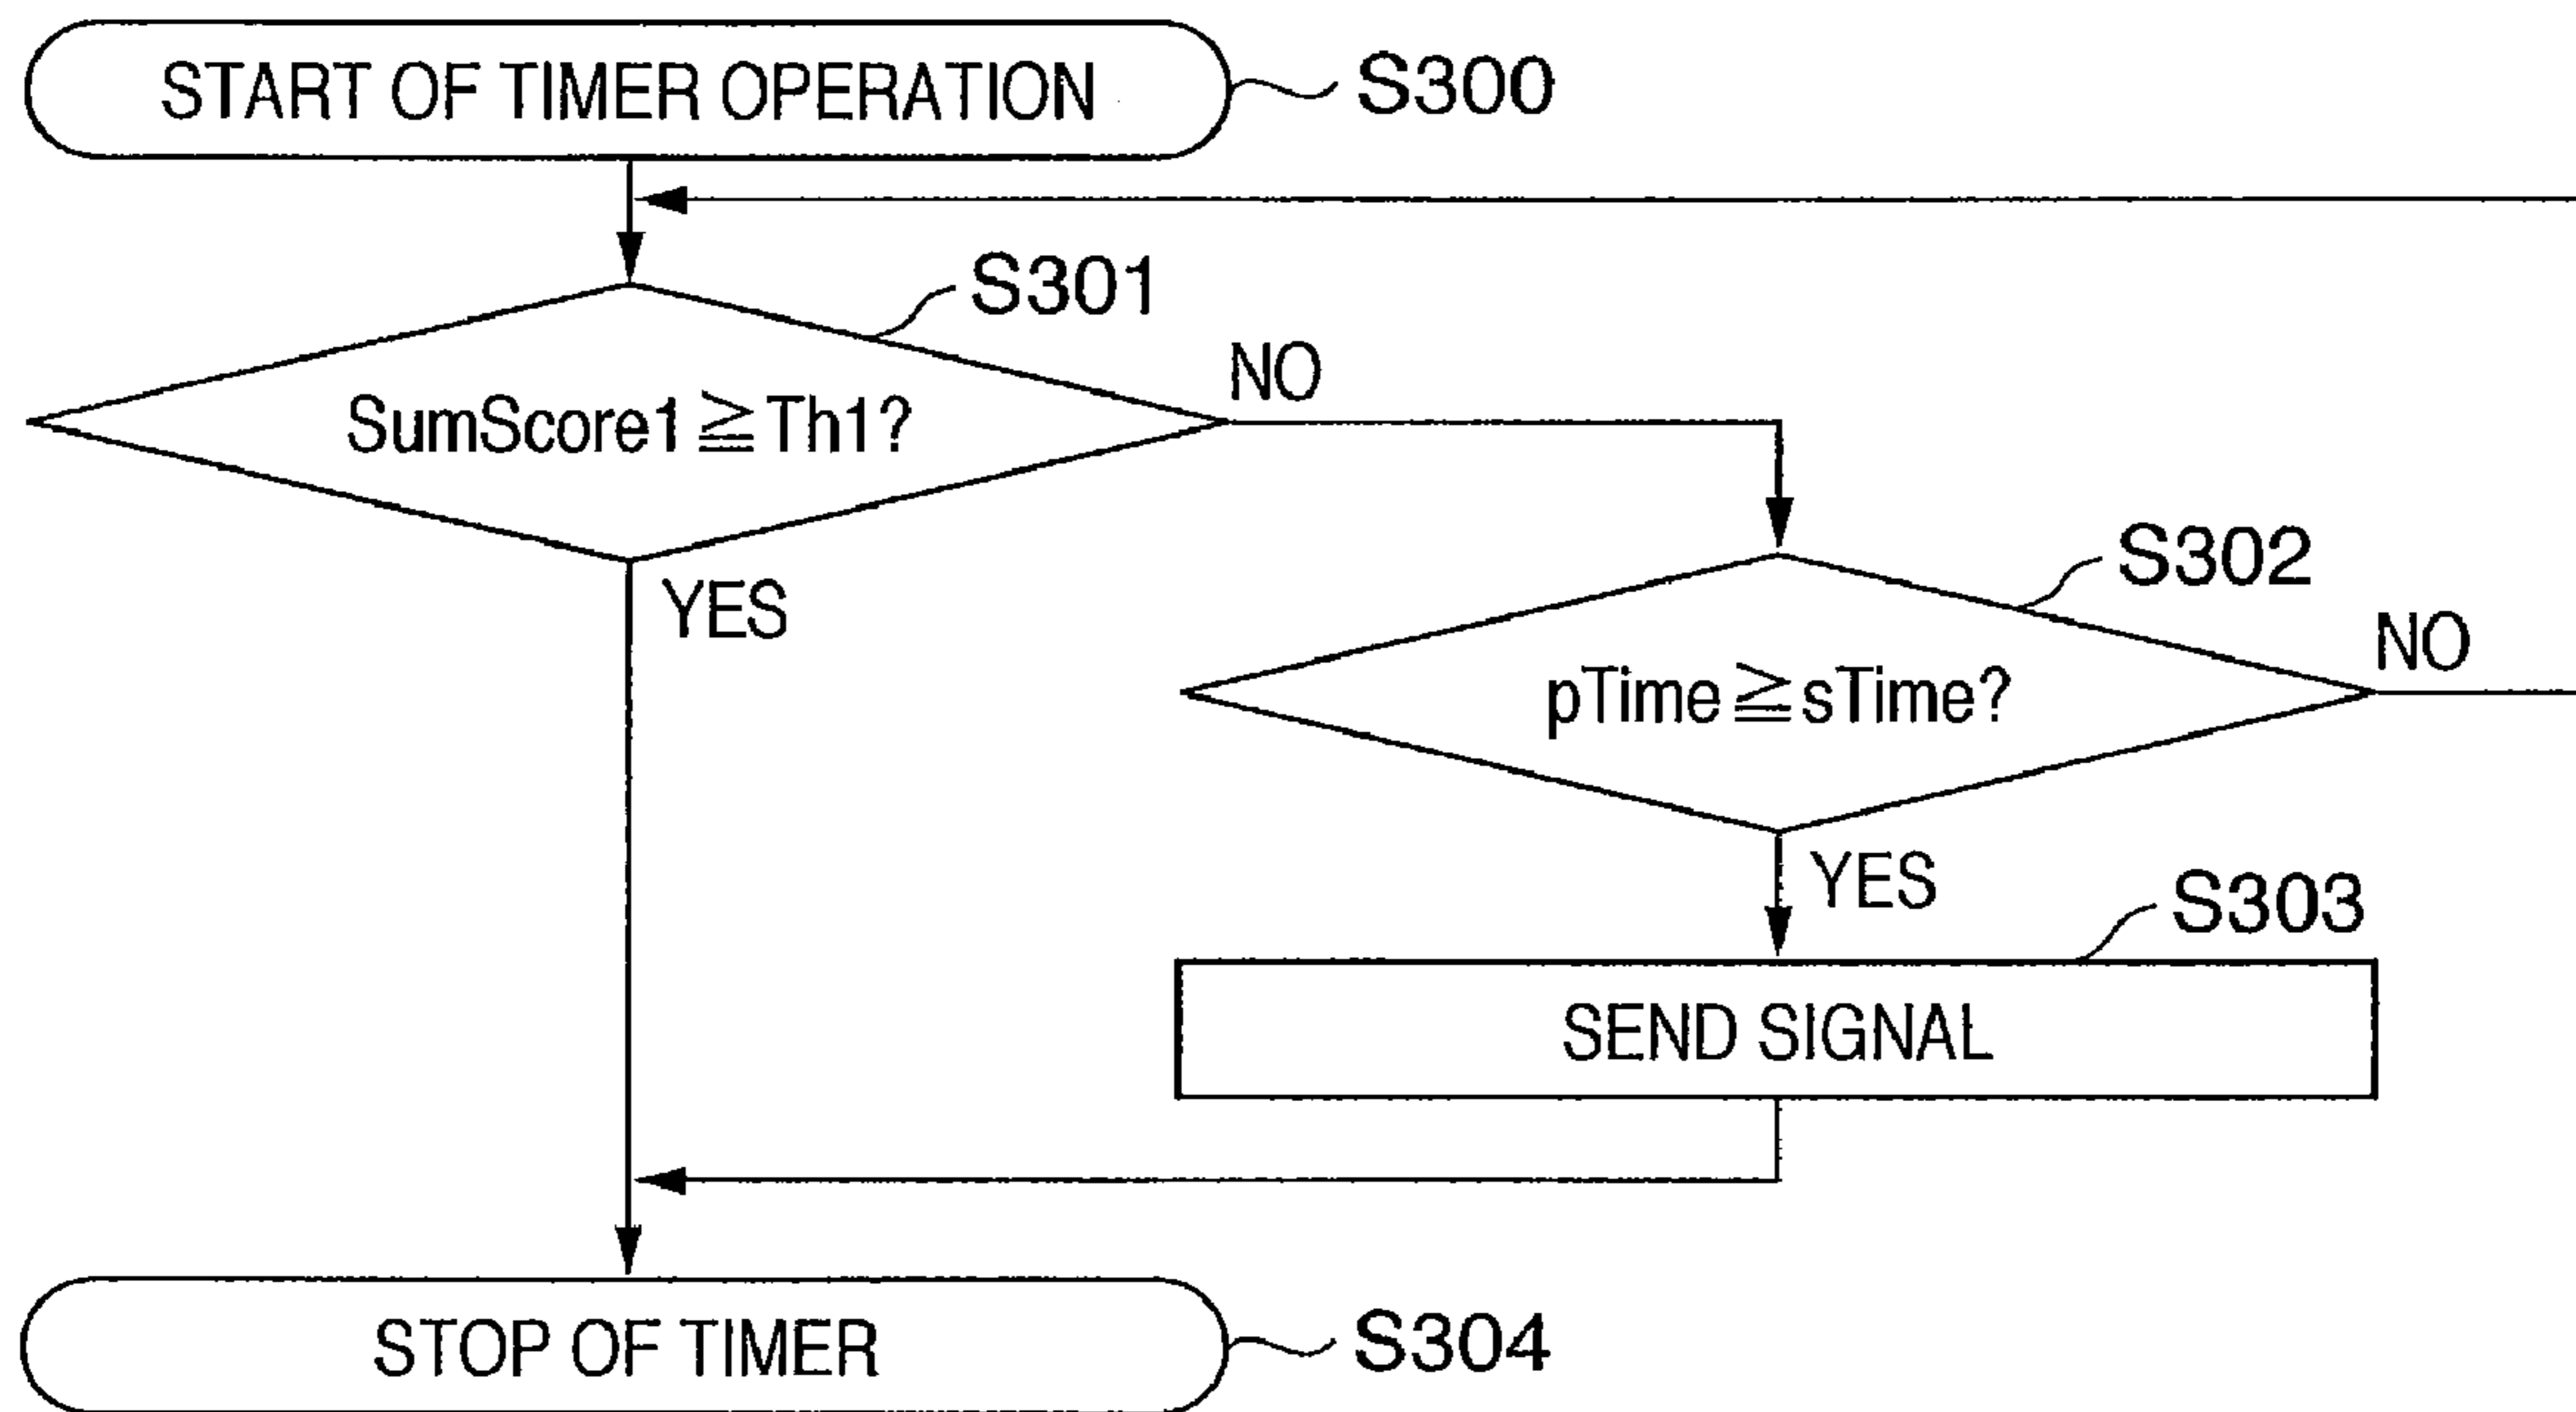 START OF TIMER OPERATION
S300
S301
SumScore1 ≧ Th1?
NO
YES
S302
pTime ≧ sTime?
NO
YES
S303
SEND SIGNAL
STOP OF TIMER
S304